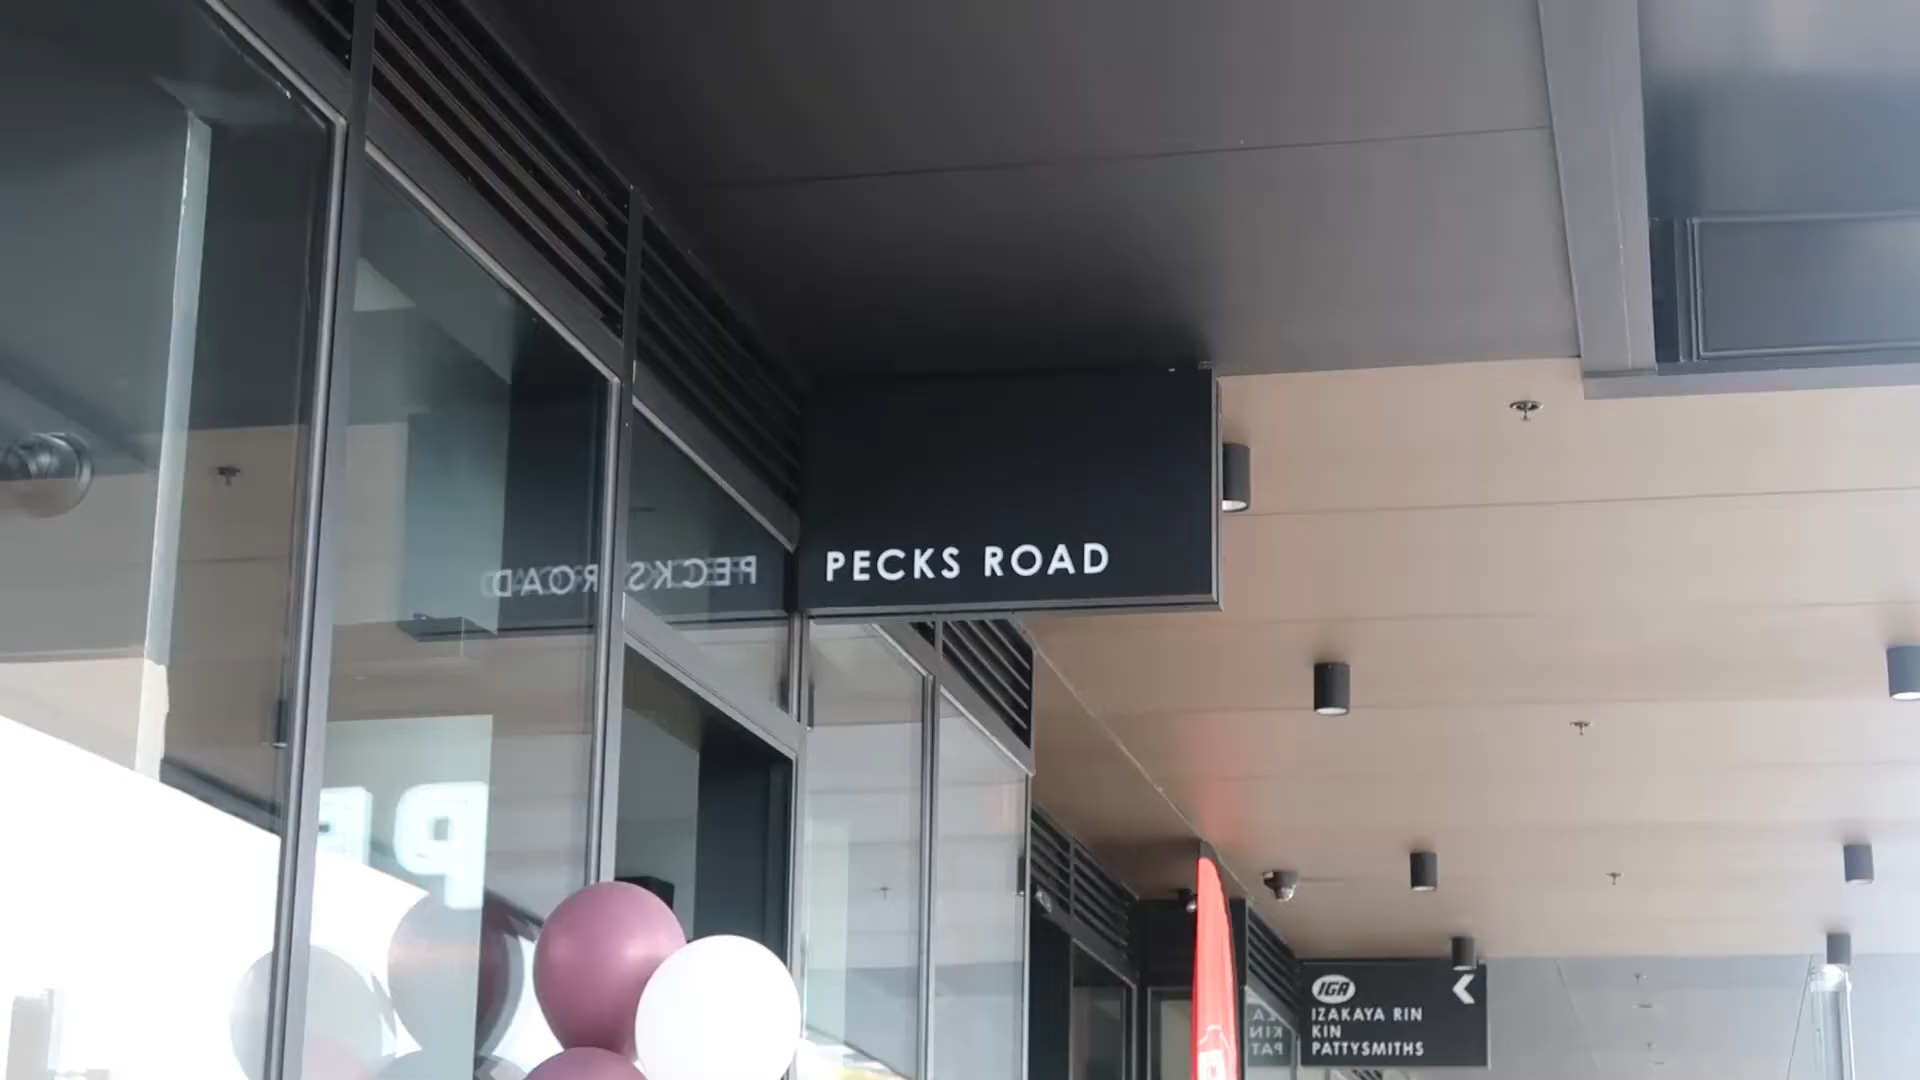 PECKS ROAD
IGA
IZAKAYA RIN
KIN
PATTYSMITHS